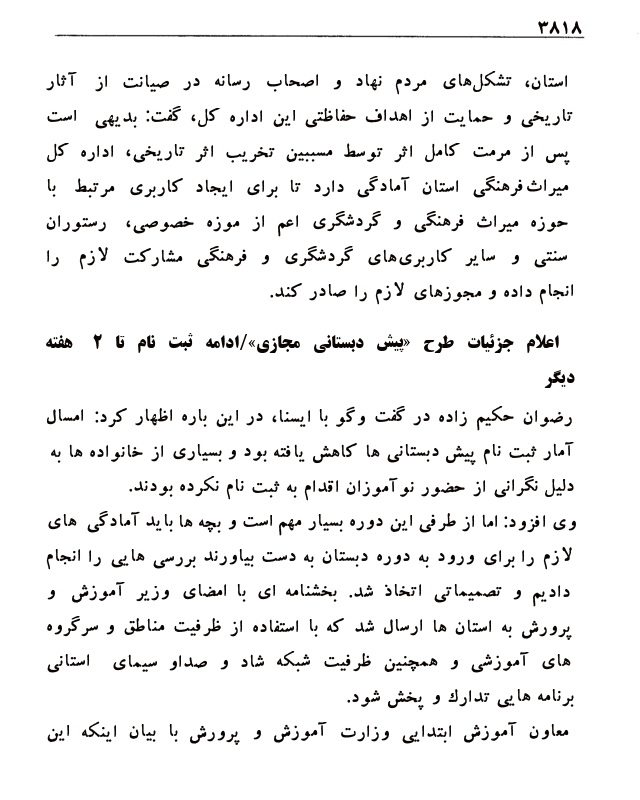 ۳۸۱۸
استان، تشکل‌های مردم نهاد و اصحاب رسانه در صیانت از آثار
تاریخی و حمایت از اهداف حفاظتی این اداره کل، گفت: بدیهی است
پس از مرمت کامل اثر توسط مسببین تخریب اثر تاریخی، اداره کل
میراث‌فرهنگی استان آمادگی دارد تا برای ایجاد کاربری مرتبط با
حوزه میراث فرهنگی و گردشگری اعم از موزه خصوصی، رستوران
سنتی و سایر کاربری‌های گردشگری و فرهنگی مشارکت لازم را
انجام داده و مجوزهای لازم را صادر کند.
اعلام جزئیات طرح «پیش دبستانی مجازی»/ادامه ثبت نام تا ۲ هفته
دیگر
رضوان حکیم زاده در گفت وگو با ایسنا، در این باره اظهار کرد: امسال
آمار ثبت نام پیش دبستانی ها کاهش یافته بود و بسیاری از خانواده ها به
دلیل نگرانی از حضور نوآموزان اقدام به ثبت نام نکرده بودند.
وی افزود: اما از طرفی این دوره بسیار مهم است و بچه ها باید آمادگی های
لازم را برای ورود به دوره دبستان به دست بیاورند بررسی هایی را انجام
دادیم و تصمیماتی اتخاذ شد. بخشنامه ای با امضای وزیر آموزش و
پرورش به استان ها ارسال شد که با استفاده از ظرفیت مناطق و سرگروه
های آموزشی و همچنین ظرفیت شبکه شاد و صداو سیمای استانی
برنامه هایی تدارك و پخش شود.
معاون آموزش ابتدایی وزارت آموزش و پرورش با بیان اینکه این